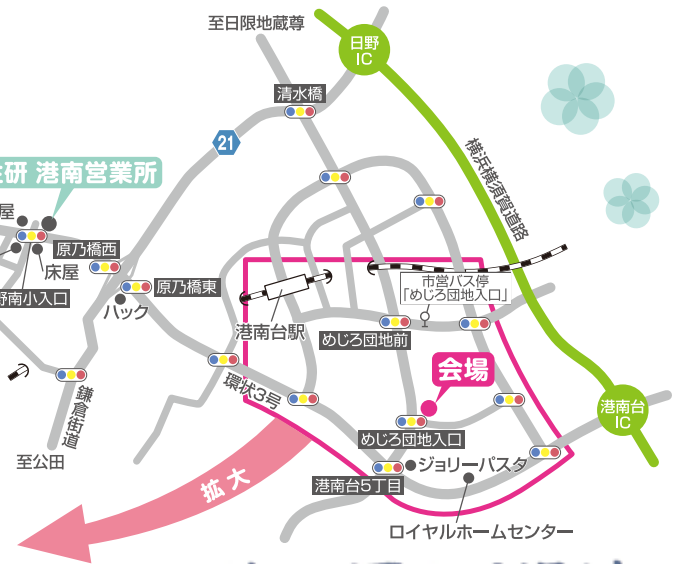 至日限地蔵尊
日野
IC
清水橋
21
横浜横須賀道路
研 港南営業所
屋
原乃橋西
床屋
野南小入口
原乃橋東
ハック
市営バス停
「めじろ団地入口」
港南台駅
めじろ団地前
会場
環状3号
鎌倉街道
港南台
IC
めじろ団地入口
至公田
ジョリーパスタ
港南台5丁目
拡大
ロイヤルホームセンター